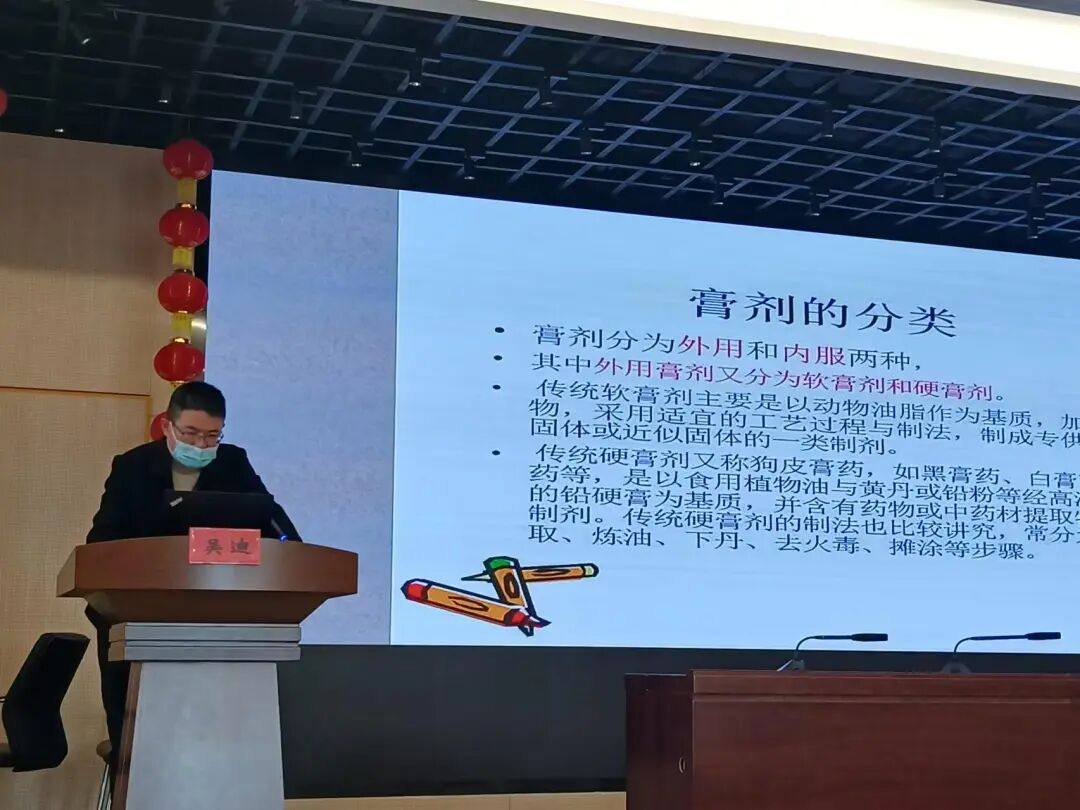 膏剂的分类
• 膏剂分为外用和内服两种，
• 其中外用膏剂又分为软膏剂和硬膏剂。
• 传统软膏剂主要是以动物油脂作为基质，加
物，采用适宜的工艺过程与制法，制成专供
固体或近似固体的一类制剂。
• 传统硬膏剂又称狗皮膏药，如黑膏药、白膏
药等，是以食用植物油与黄丹或铅粉等经高
的铅硬膏为基质，并含有药物或中药材提取
制剂。传统硬膏剂的制法也比较讲究，常分
取、炼油、下丹、去火毒、摊涂等步骤。
吴迪